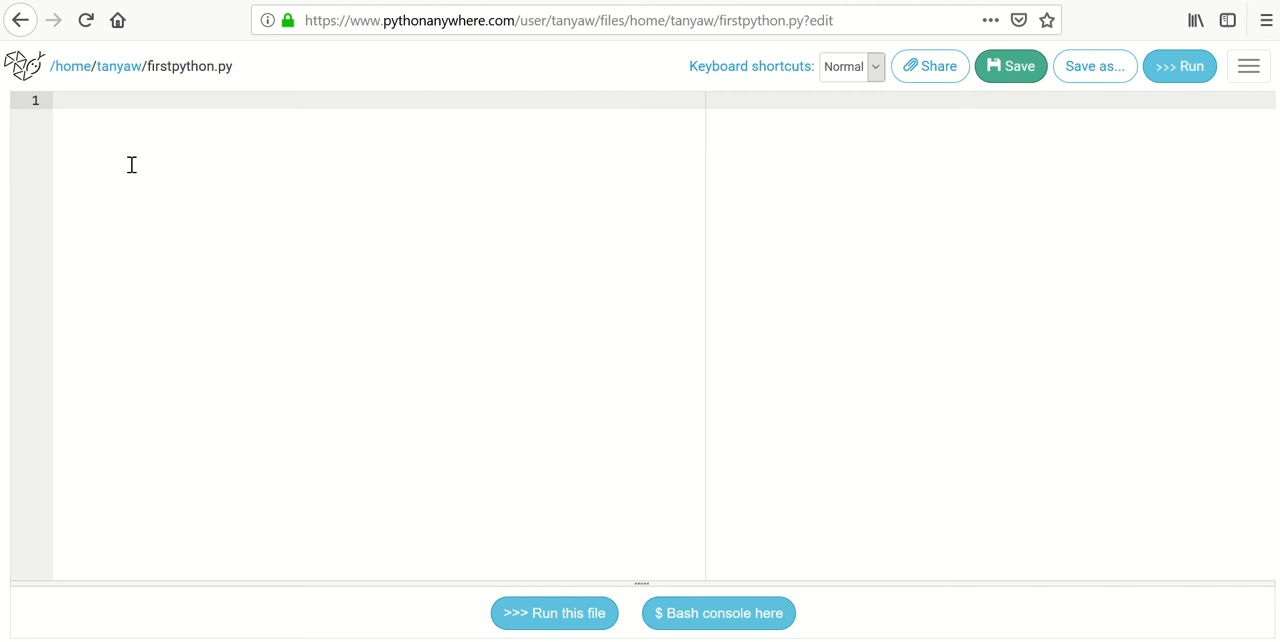 https://www.pythonanywhere.com/user/tanyaw/files/home/tanyaw/firstpython.py?edit
/home/tanyaw/firstpython.py
Keyboard shortcuts: Normal Share Save Save as... >>> Run
1
>>> Run this file $ Bash console here